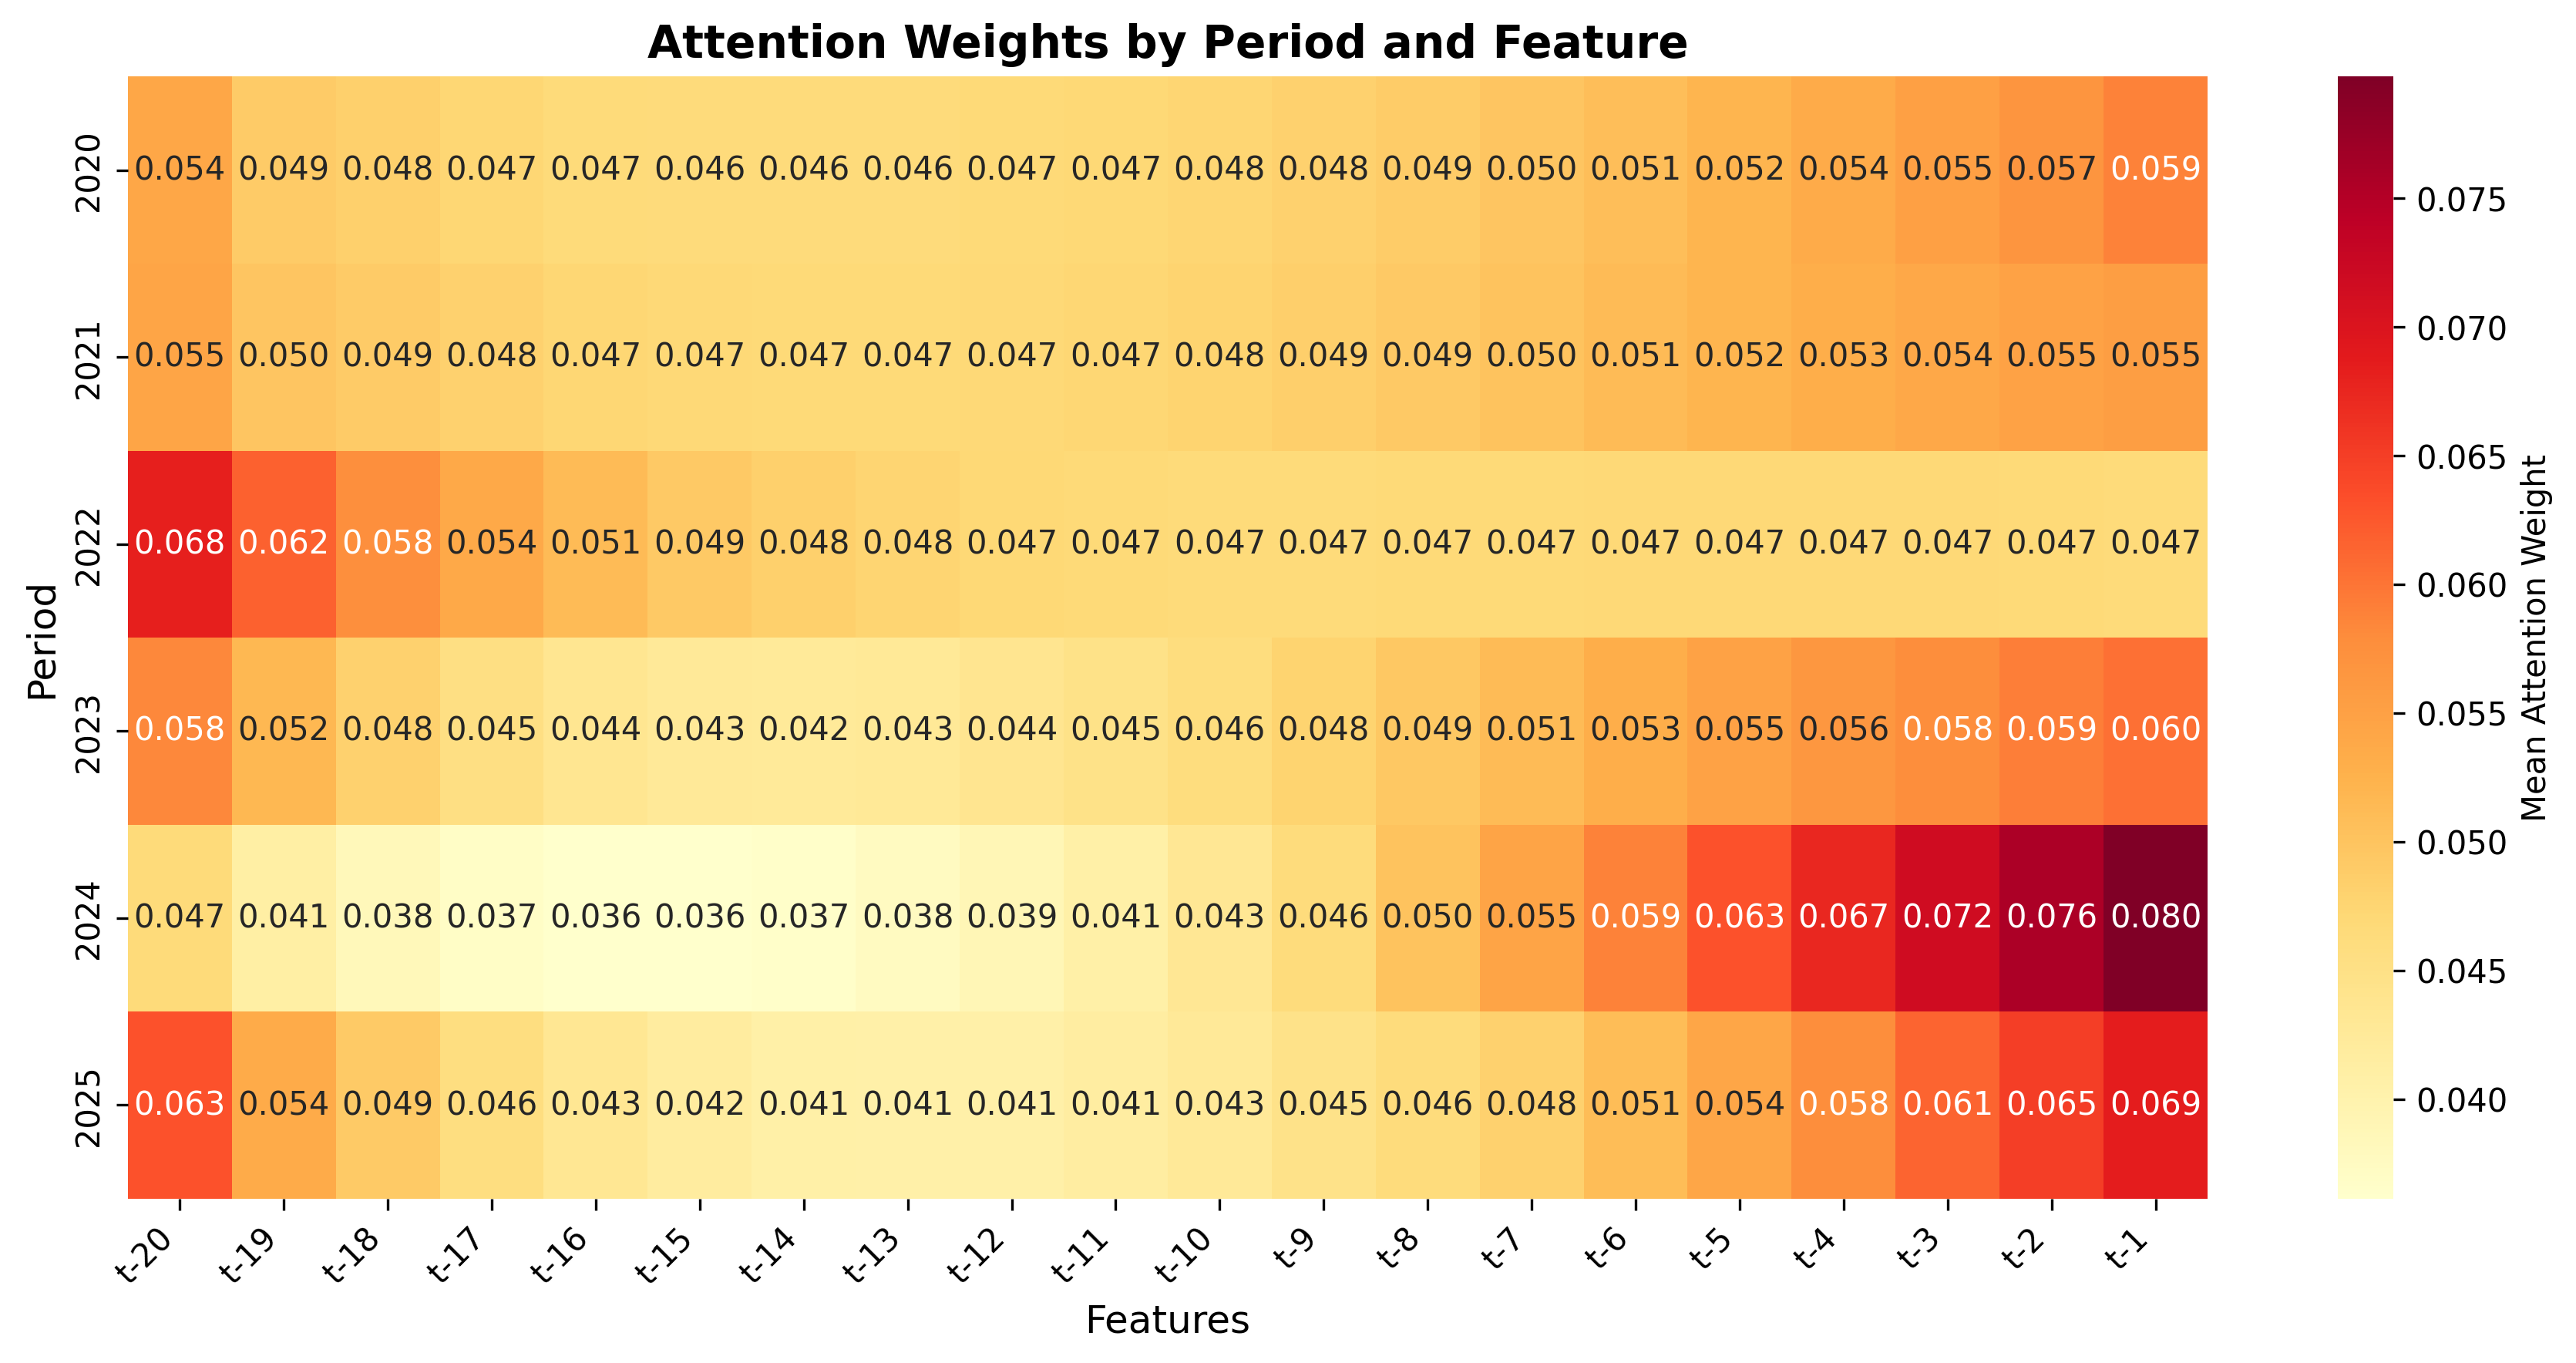 Attention Weights by Period and Feature
Period
2020 0.054 0.049 0.048 0.047 0.047 0.046 0.046 0.046 0.047 0.047 0.048 0.048 0.049 0.050 0.051 0.052 0.054 0.055 0.057 0.059
2021 0.055 0.050 0.049 0.048 0.047 0.047 0.047 0.047 0.047 0.047 0.048 0.049 0.049 0.050 0.051 0.052 0.053 0.054 0.055 0.055
2022 0.068 0.062 0.058 0.054 0.051 0.049 0.048 0.048 0.047 0.047 0.047 0.047 0.047 0.047 0.047 0.047 0.047 0.047 0.047 0.047
2023 0.058 0.052 0.048 0.045 0.044 0.043 0.042 0.043 0.044 0.045 0.046 0.048 0.049 0.051 0.053 0.055 0.056 0.058 0.059 0.060
2024 0.047 0.041 0.038 0.037 0.036 0.036 0.037 0.038 0.039 0.041 0.043 0.046 0.050 0.055 0.059 0.063 0.067 0.072 0.076 0.080
2025 0.063 0.054 0.049 0.046 0.043 0.042 0.041 0.041 0.041 0.041 0.043 0.045 0.046 0.048 0.051 0.054 0.058 0.061 0.065 0.069
t-20 t-19 t-18 t-17 t-16 t-15 t-14 t-13 t-12 t-11 t-10 t-9 t-8 t-7 t-6 t-5 t-4 t-3 t-2 t-1
Features
0.075
0.070
0.065
0.060
0.055
0.050
0.045
0.040
Mean Attention Weight